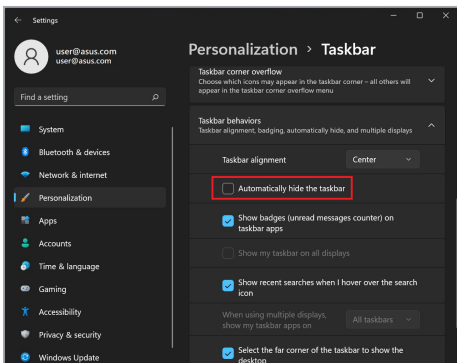 Settings
user@asus.com
user@asus.com
Find a setting
System
Bluetooth & devices
Network & internet
Personalization
Apps
Accounts
Time & language
Gaming
Accessibility
Privacy & security
Windows Update
Personalization > Taskbar
Taskbar corner overflow
Choose which icons may appear in the taskbar corner – all others will
appear in the taskbar corner overflow menu
Taskbar behaviors
Taskbar alignment, badging, automatically hide, and multiple displays
Taskbar alignment
Center
Automatically hide the taskbar
Show badges (unread messages counter) on
taskbar apps
Show my taskbar on all displays
Show recent searches when I hover over the search
icon
When using multiple displays,
show my taskbar apps on
All taskbars
Select the far corner of the taskbar to show the
desktop